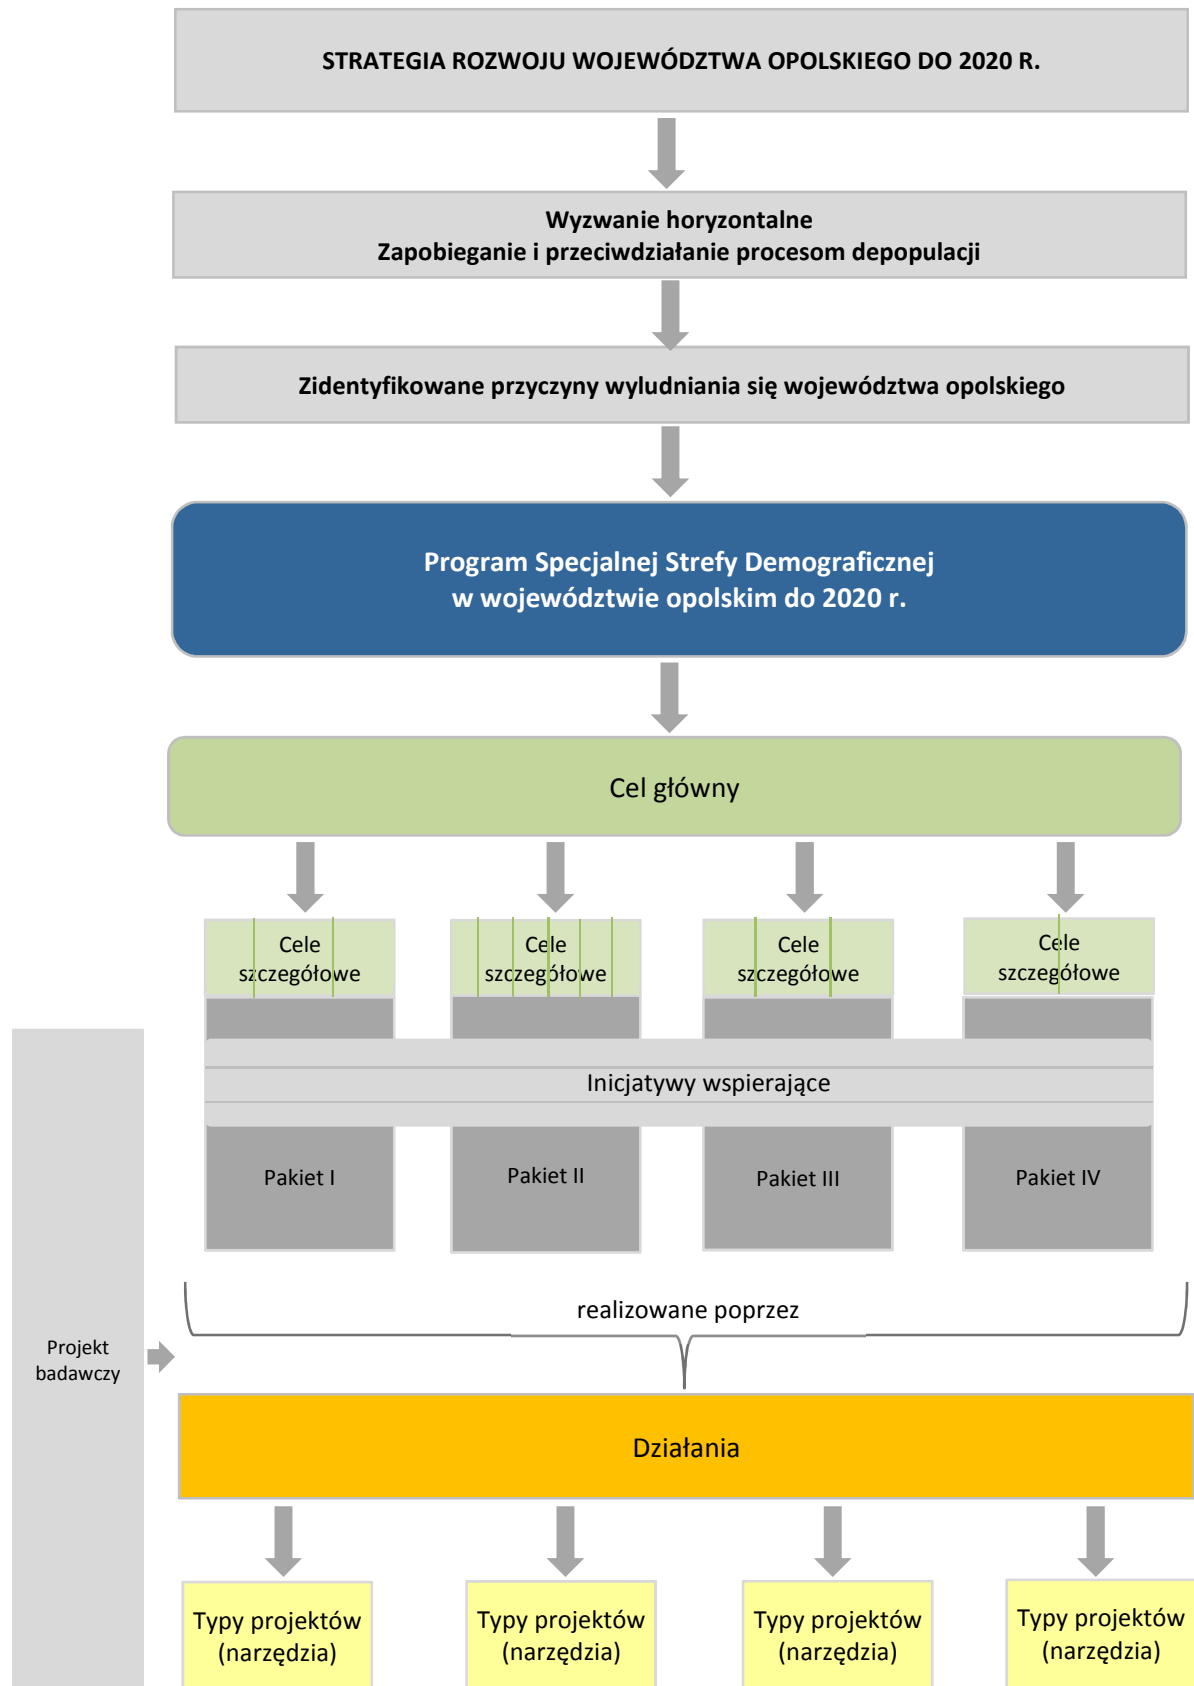 STRATEGIA ROZWOJU WOJEWÓDZTWA OPOLSKIEGO DO 2020 R.
Wyzwanie horyzontalne
Zapobieganie i przeciwdziałanie procesom depopulacji
Zidentyfikowane przyczyny wyludniania się województwa opolskiego
Program Specjalnej Strefy Demograficznej
w województwie opolskim do 2020 r.
Cel główny
Cele
szczegółowe
Cele
szczegółowe
Cele
szczegółowe
Cele
szczegółowe
Inicjatywy wspierające
Pakiet I
Pakiet II
Pakiet III
Pakiet IV
realizowane poprzez
Projekt
badawczy
Działania
Typy projektów
(narzędzia)
Typy projektów
(narzędzia)
Typy projektów
(narzędzia)
Typy projektów
(narzędzia)